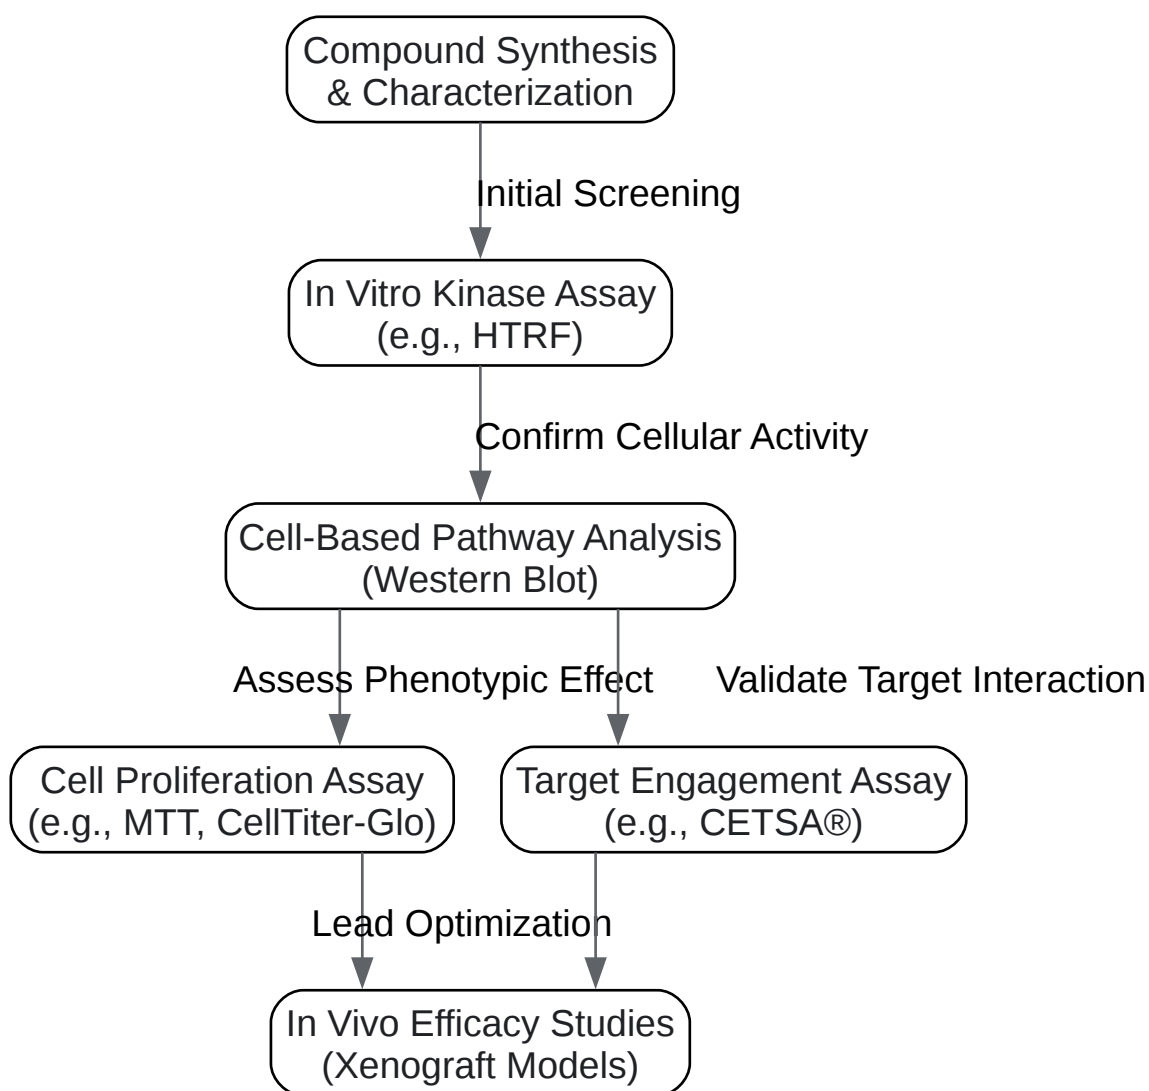 Compound Synthesis
& Characterization
Initial Screening
In Vitro Kinase Assay
(e.g., HTRF)
Confirm Cellular Activity
Cell-Based Pathway Analysis
(Western Blot)
Assess Phenotypic Effect
Validate Target Interaction
Cell Proliferation Assay
(e.g., MTT, CellTiter-Glo)
Target Engagement Assay
(e.g., CETSA®)
Lead Optimization
In Vivo Efficacy Studies
(Xenograft Models)